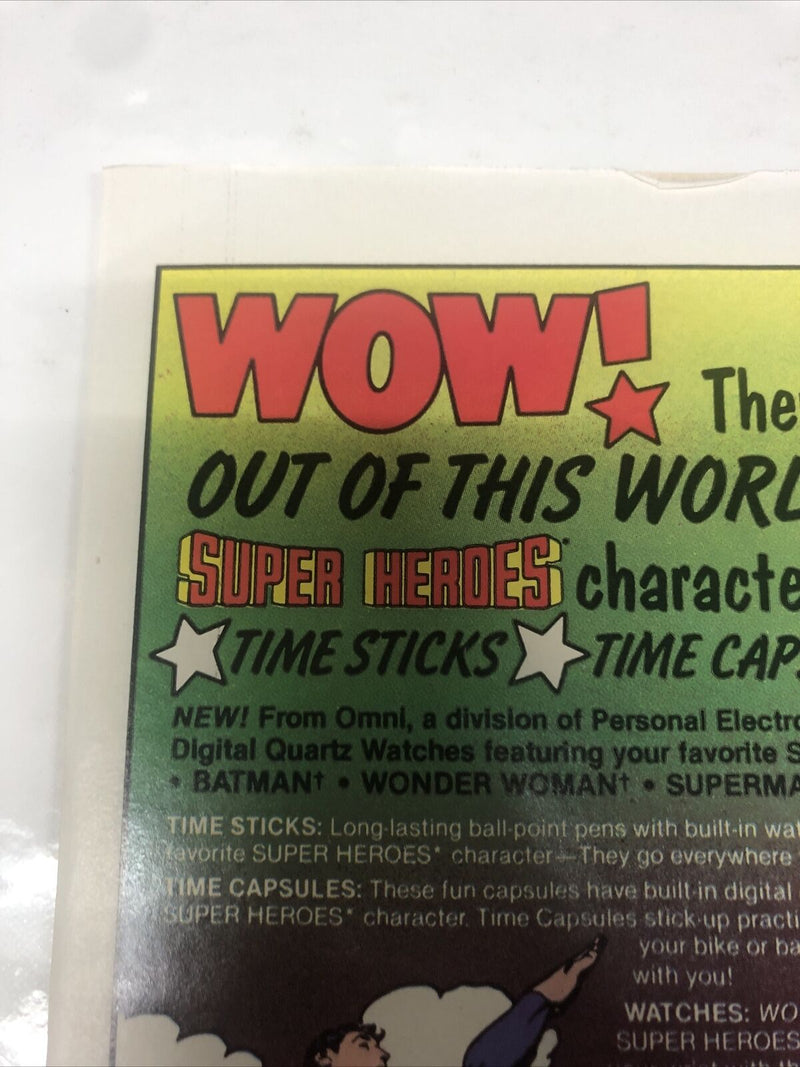 WOW! The
OUT OF THIS WORL
SUPER HEROES* characte
TIME STICKS TIME CAP
NEW! From Omni, a division of Personal Electro
Digital Quartz Watches featuring your favorite S
• BATMAN† • WONDER WOMAN† • SUPERMA
TIME STICKS: Long-lasting ball-point pens with built-in wat
favorite SUPER HEROES* character—They go everywhere
TIME CAPSULES: These fun capsules have built-in digital
SUPER HEROES* character. Time Capsules stick-up practi
your bike or ba
with you!
WATCHES: WO
SUPER HEROES